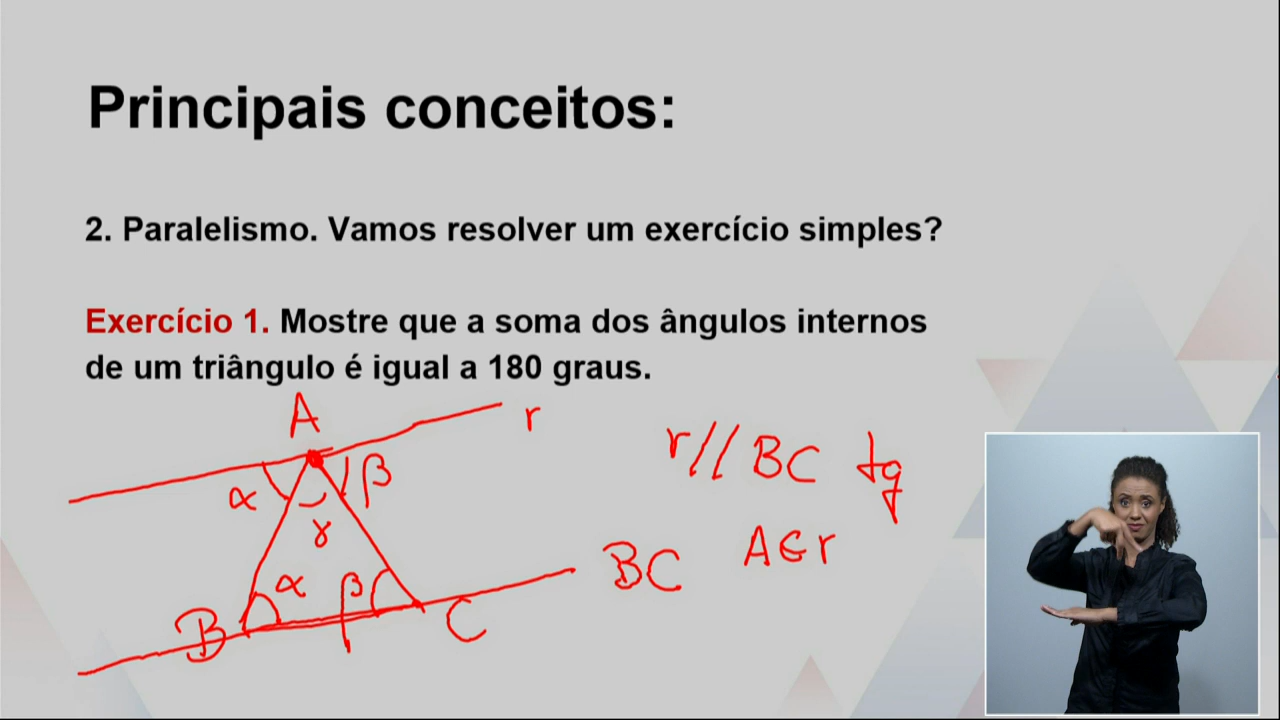 Principais conceitos:
2. Paralelismo. Vamos resolver um exercício simples?
Exercício 1. Mostre que a soma dos ângulos internos
de um triângulo é igual a 180 graus.
A
r
α
β
γ
r // BC tq
A∈r
BC
α
β
B
C